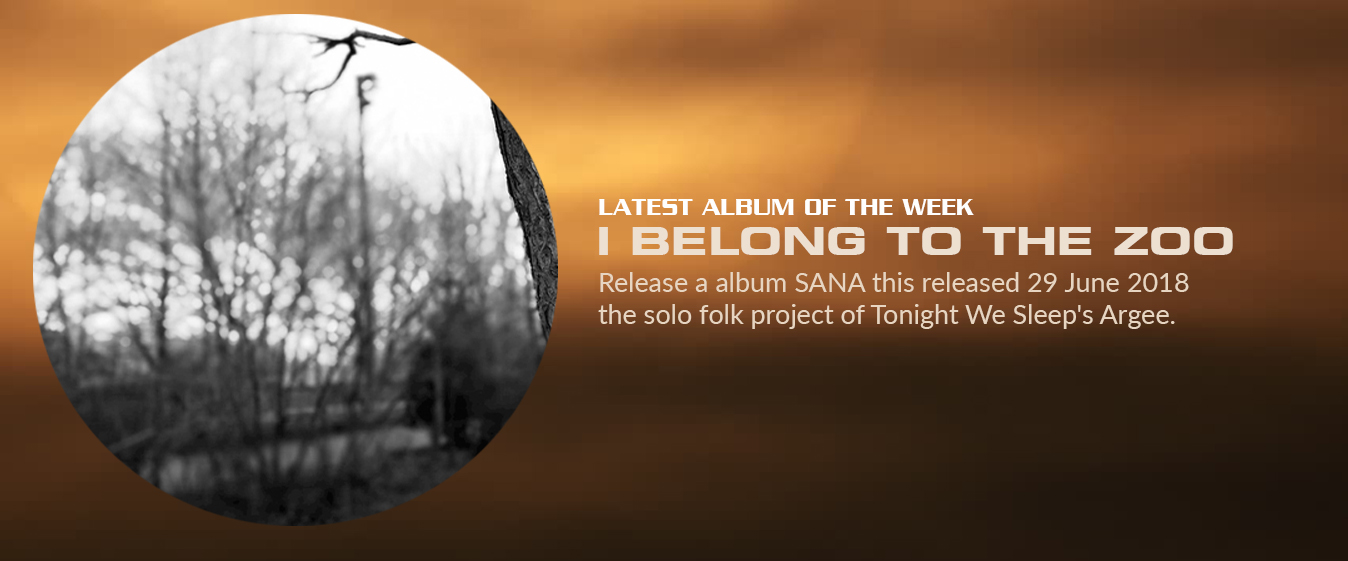 LATEST ALBUM OF THE WEEK
I BELONG TO THE ZOO
Release a album SANA this released 29 June 2018
the solo folk project of Tonight We Sleep's Argee.